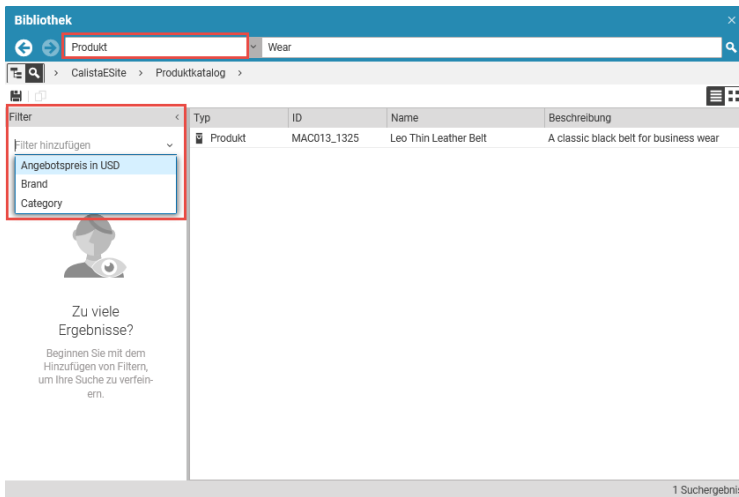 Bibliothek
Produkt Wear
> CalistaESite > Produktkatalog >
Filter
Typ ID Name Beschreibung
Filter hinzufügen
Produkt MAC013_1325 Leo Thin Leather Belt A classic black belt for business wear
Angebotspreis in USD
Brand
Category
Zu viele
Ergebnisse?
Beginnen Sie mit dem
Hinzufügen von Filtern,
um Ihre Suche zu verfein-
ern.
1 Suchergebnis